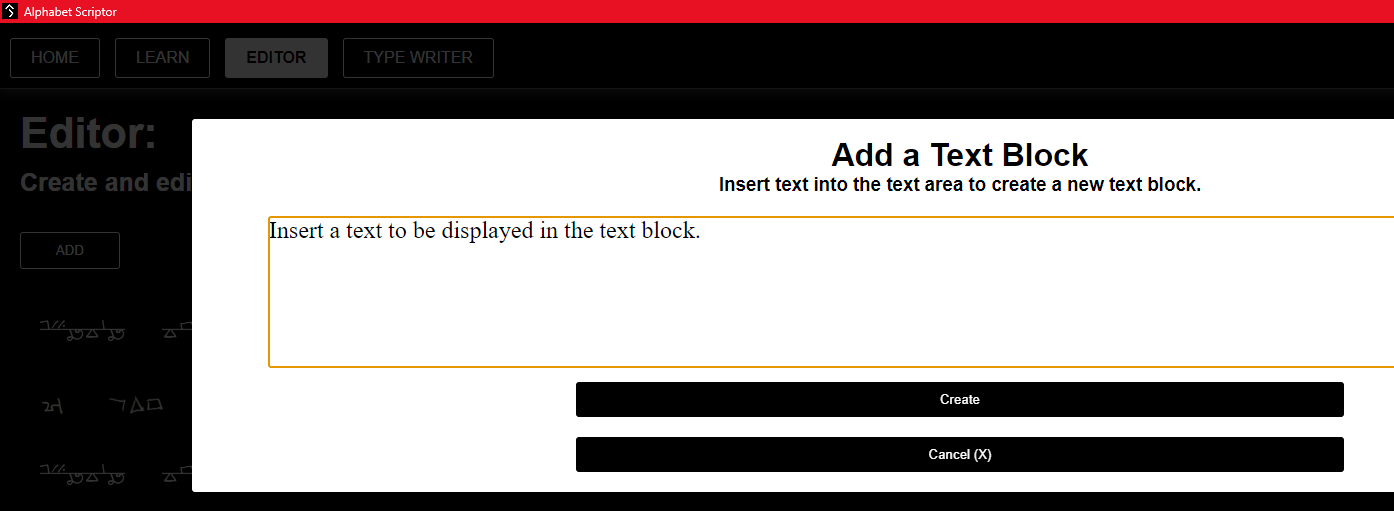 Alphabet Scriptor
HOME LEARN EDITOR TYPE WRITER
Editor:
Create and edi
ADD
Add a Text Block
Insert text into the text area to create a new text block.
Insert a text to be displayed in the text block.
Create
Cancel (X)